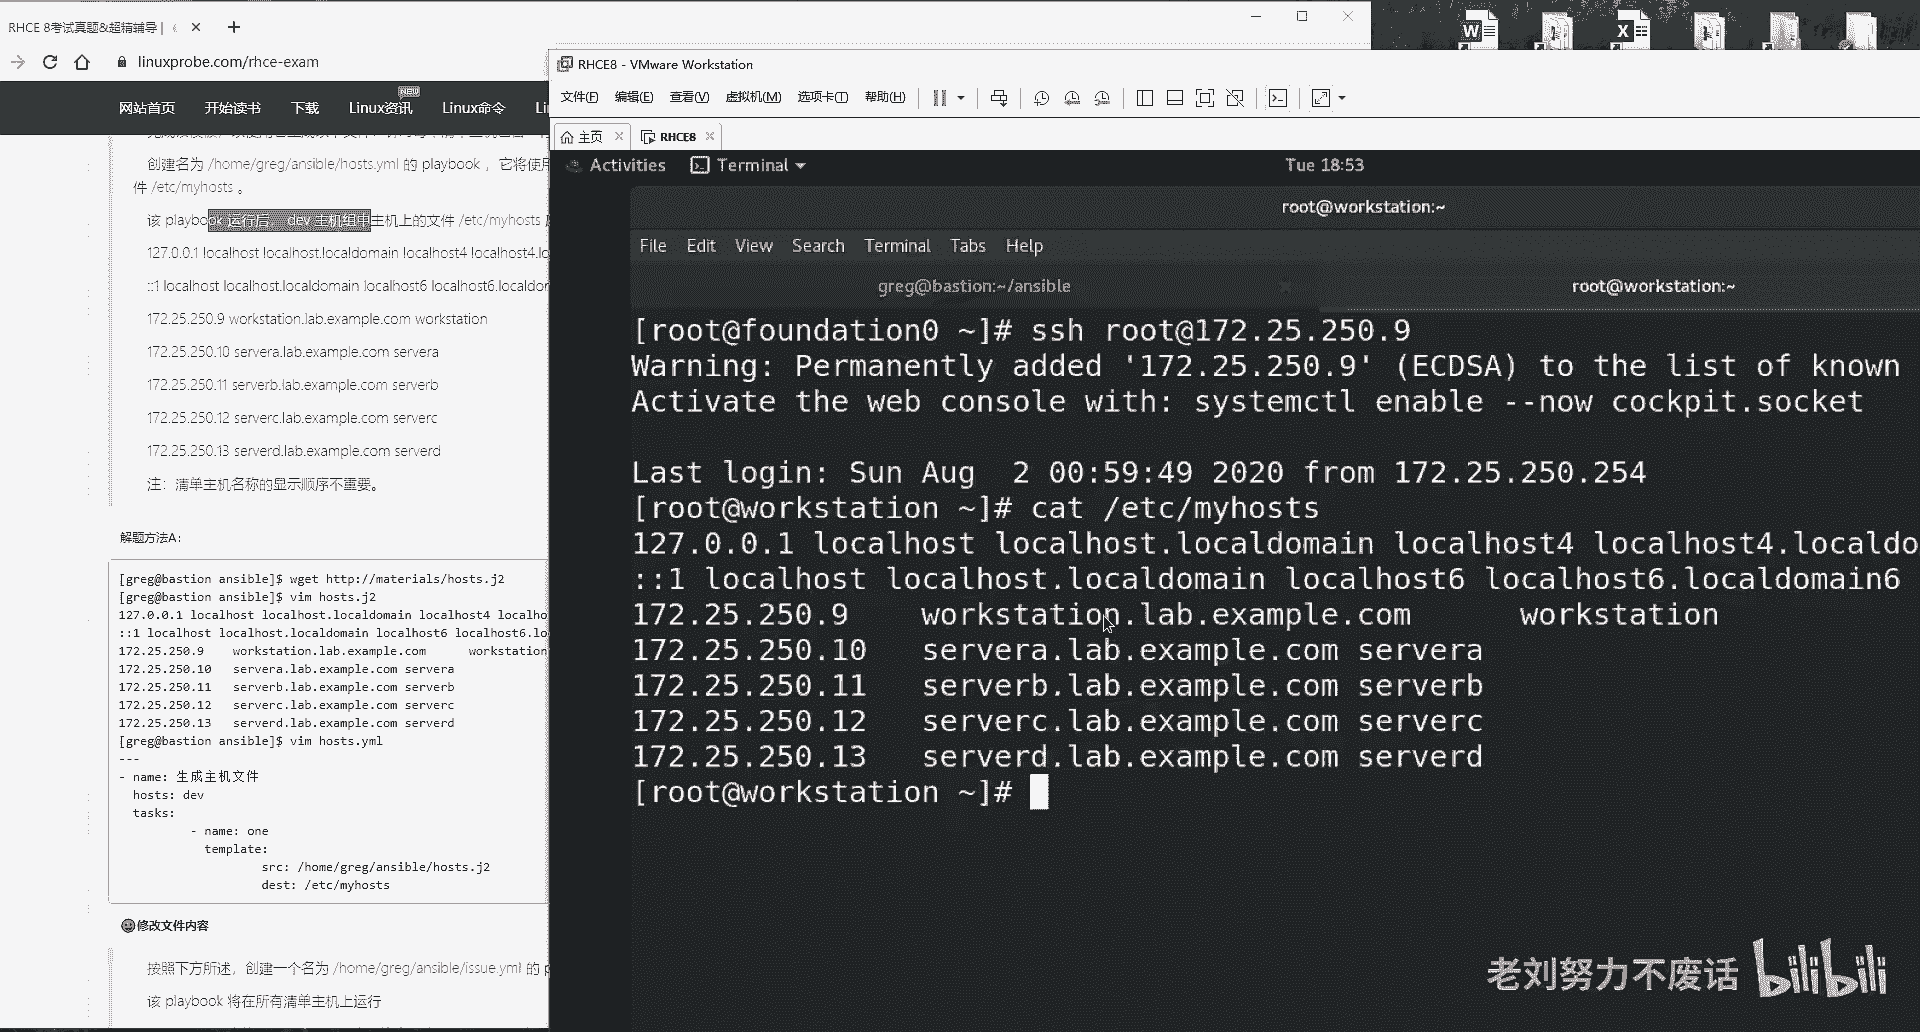 RHCE 8考试真题&超精辅导 |
linuxprobe.com/rhce-exam
网站首页 开始读书 下载 Linux资讯 NEW Linux命令
创建名为 /home/greg/ansible/hosts.yml 的 playbook ，它将使用
件 /etc/myhosts 。
该 playbook 运行后， dev 主机组中主机上的文件 /etc/myhosts
127.0.0.1 localhost localhost.localdomain localhost4 localhost4.lo
::1 localhost localhost.localdomain localhost6 localhost6.localdo
172.25.250.9 workstation.lab.example.com workstation
172.25.250.10 servera.lab.example.com servera
172.25.250.11 serverb.lab.example.com serverb
172.25.250.12 serverc.lab.example.com serverc
172.25.250.13 serverd.lab.example.com serverd
注：清单主机名称的显示顺序不重要。
解题方法A：
[greg@bastion ansible]$ wget http://materials/hosts.j2
[greg@bastion ansible]$ vim hosts.j2
127.0.0.1 localhost localhost.localdomain localhost4 localho
::1 localhost localhost.localdomain localhost6 localhost6.lo
172.25.250.9 workstation.lab.example.com workstation
172.25.250.10 servera.lab.example.com servera
172.25.250.11 serverb.lab.example.com serverb
172.25.250.12 serverc.lab.example.com serverc
172.25.250.13 serverd.lab.example.com serverd
[greg@bastion ansible]$ vim hosts.yml
---
- name: 生成主机文件
hosts: dev
tasks:
- name: one
template:
src: /home/greg/ansible/hosts.j2
dest: /etc/myhosts
修改文件内容
按照下方所述，创建一个名为 /home/greg/ansible/issue.yml 的 p
该 playbook 将在所有清单主机上运行
RHCE8 - VMware Workstation
文件(F) 编辑(E) 查看(V) 虚拟机(M) 选项卡(T) 帮助(H)
主页 RHCE8
Activities Terminal Tue 18:53
root@workstation:~
File Edit View Search Terminal Tabs Help
greg@bastion:~/ansible root@workstation:~
[root@foundation0 ~]# ssh root@172.25.250.9
Warning: Permanently added '172.25.250.9' (ECDSA) to the list of known
Activate the web console with: systemctl enable --now cockpit.socket
Last login: Sun Aug 2 00:59:49 2020 from 172.25.250.254
[root@workstation ~]# cat /etc/myhosts
127.0.0.1 localhost localhost.localdomain localhost4 localhost4.localdo
::1 localhost localhost.localdomain localhost6 localhost6.localdomain6
172.25.250.9 workstation.lab.example.com workstation
172.25.250.10 servera.lab.example.com servera
172.25.250.11 serverb.lab.example.com serverb
172.25.250.12 serverc.lab.example.com serverc
172.25.250.13 serverd.lab.example.com serverd
[root@workstation ~]#
老刘努力不废话 bilibili